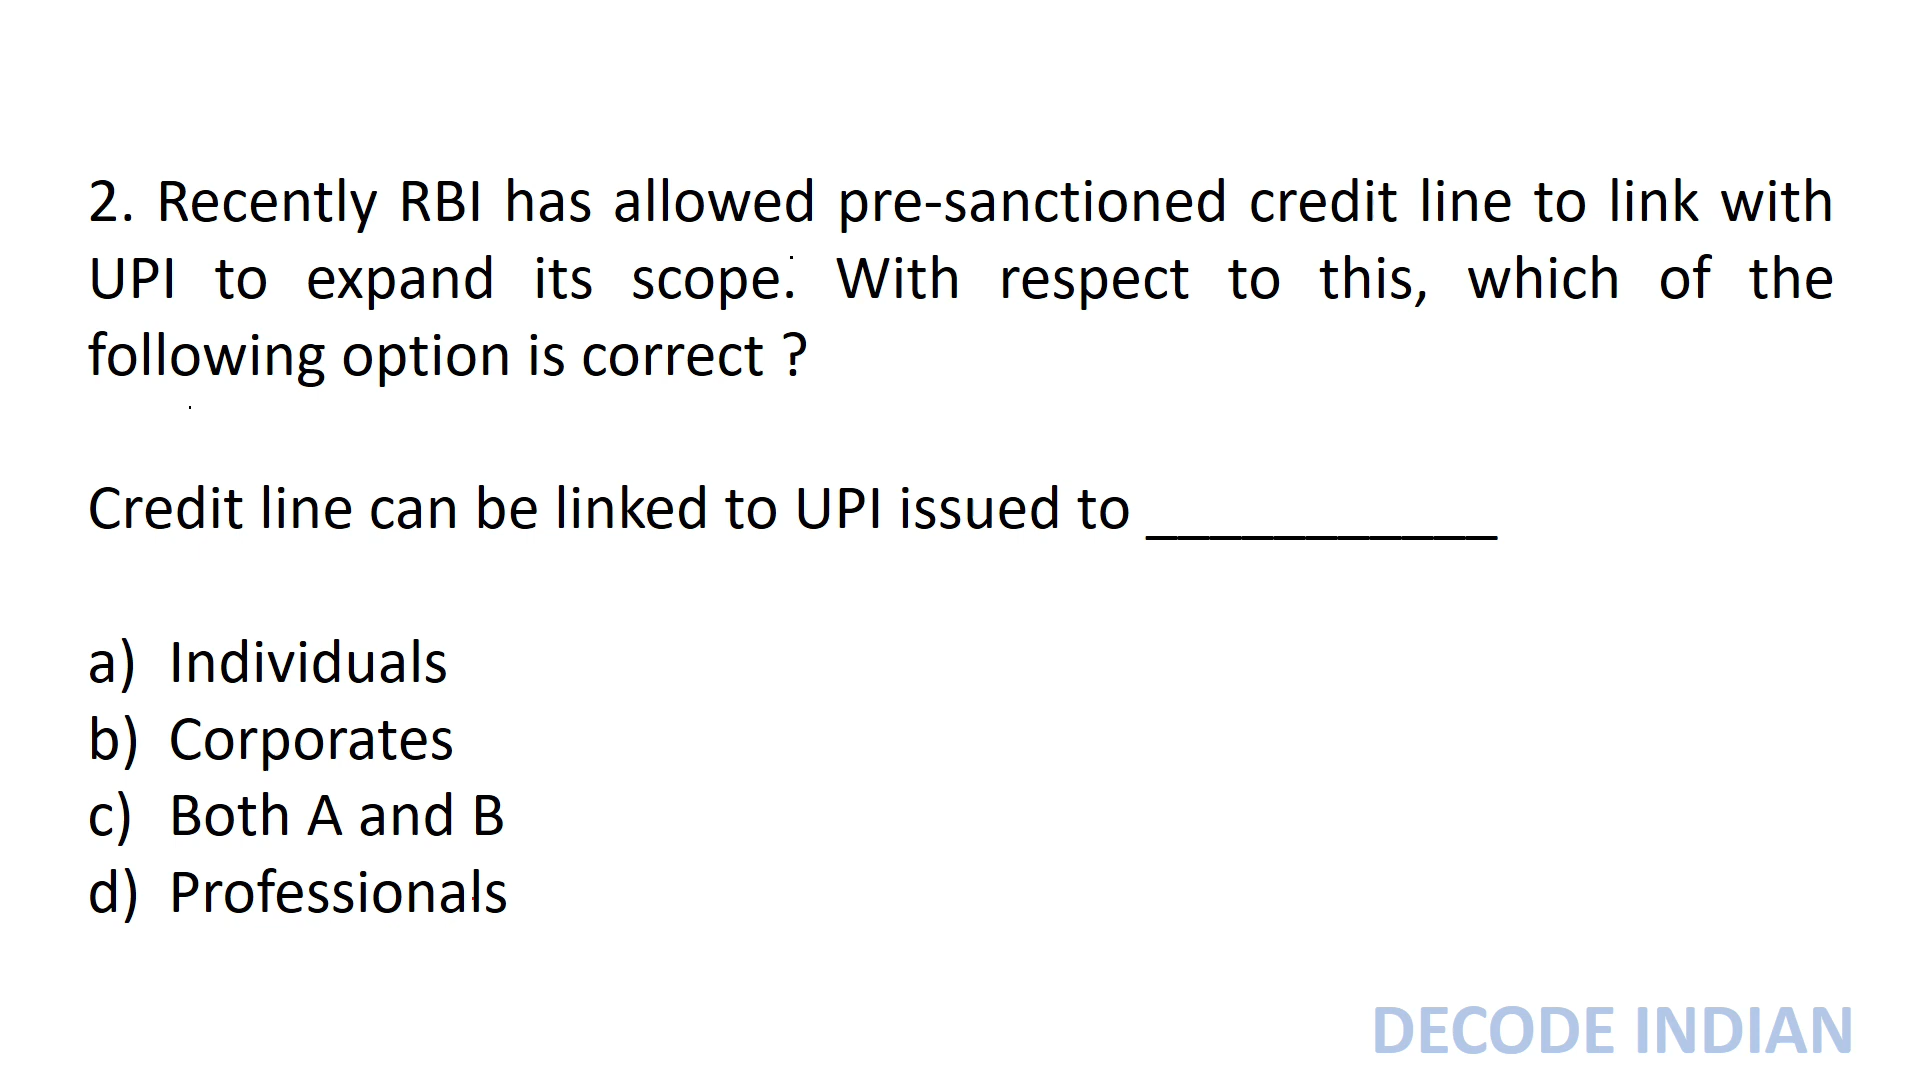 2. Recently RBI has allowed pre-sanctioned credit line to link with
UPI to expand its scope. With respect to this, which of the
following option is correct ?
Credit line can be linked to UPI issued to ___________
a) Individuals
b) Corporates
c) Both A and B
d) Professionals
DECODE INDIAN